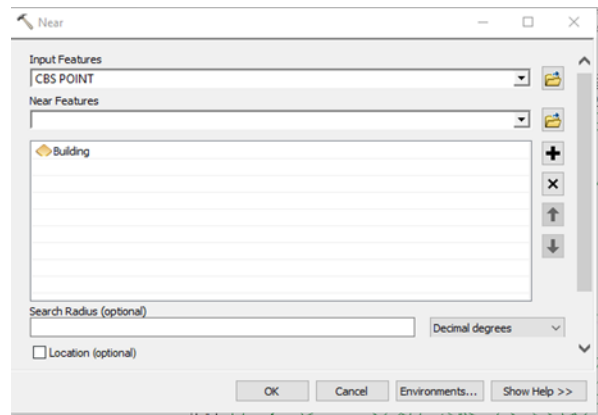 Near
Input Features
CBS POINT
Near Features
Building
Search Radius (optional)
Decimal degrees
Location (optional)
OK Cancel Environments... Show Help >>